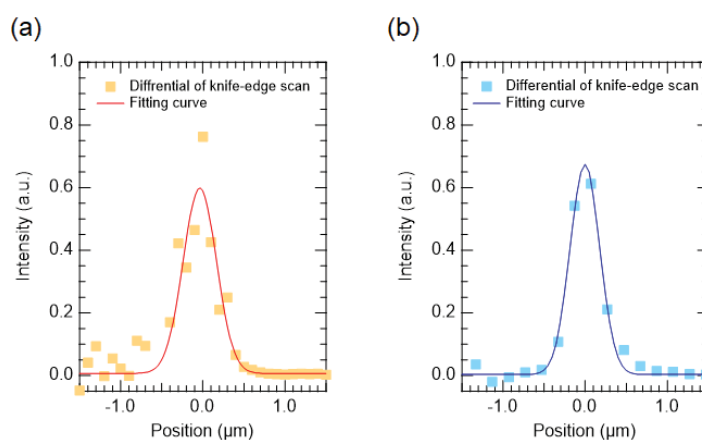 (a)
1.0
0.8
0.6
0.4
0.2
0.0
Intensity (a.u.)
Diffrential of knife-edge scan
Fitting curve
-1.0
0.0
1.0
Position (µm)
(b)
1.0
0.8
0.6
0.4
0.2
0.0
Intensity (a.u.)
Differential of knife-edge scan
Fitting curve
-1.0
0.0
1.0
Position (µm)